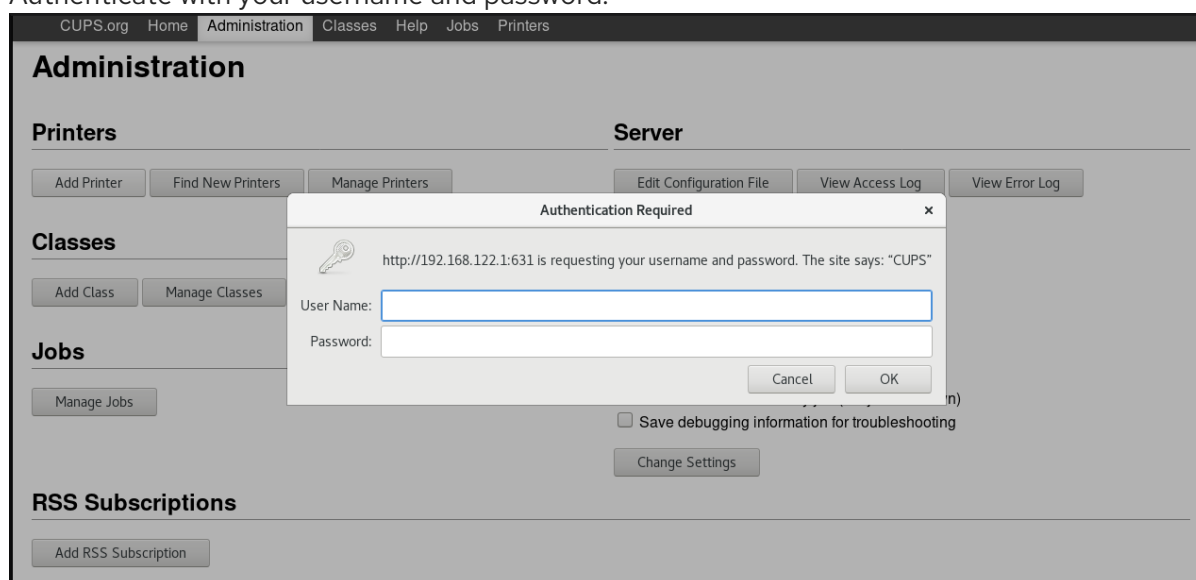 Authenticate with your username and password.
CUPS.org Home Administration Classes Help Jobs Printers
Administration
Printers
Server
Add Printer Find New Printers Manage Printers
Edit Configuration File View Access Log View Error Log
Authentication Required
Classes
http://192.168.122.1:631 is requesting your username and password. The site says: “CUPS”
Add Class Manage Classes
User Name:
Password:
Jobs
Cancel OK
Manage Jobs
Save debugging information for troubleshooting
Change Settings
RSS Subscriptions
Add RSS Subscription